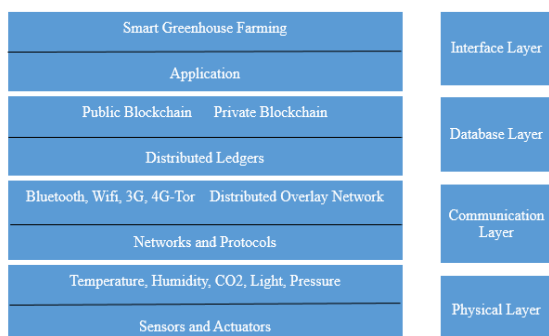 Smart Greenhouse Farming
Application
Interface Layer
Public Blockchain Private Blockchain
Distributed Ledgers
Database Layer
Bluetooth, Wifi, 3G, 4G-Tor Distributed Overlay Network
Networks and Protocols
Communication
Layer
Temperature, Humidity, CO2, Light, Pressure
Sensors and Actuators
Physical Layer